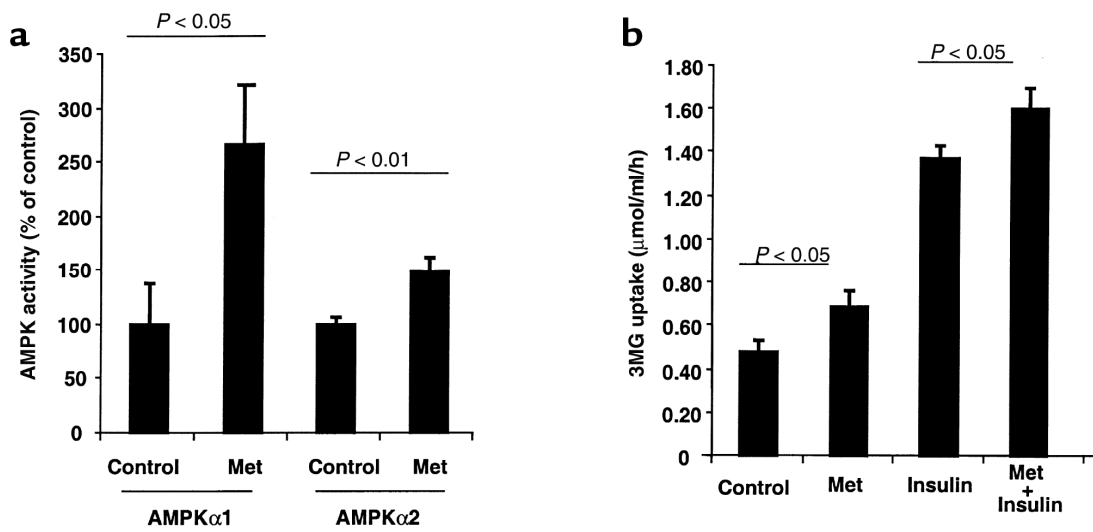 a
P < 0.05
350
300
250
200
150
100
50
0
AMPK activity (% of control)
P < 0.01
Control Met Control Met
AMPKα1 AMPKα2
b
P < 0.05
1.80
1.60
1.40
1.20
1.00
0.80
0.60
0.40
0.20
0
3MG uptake (μmol/ml/h)
P < 0.05
Control Met Insulin Met
+
Insulin